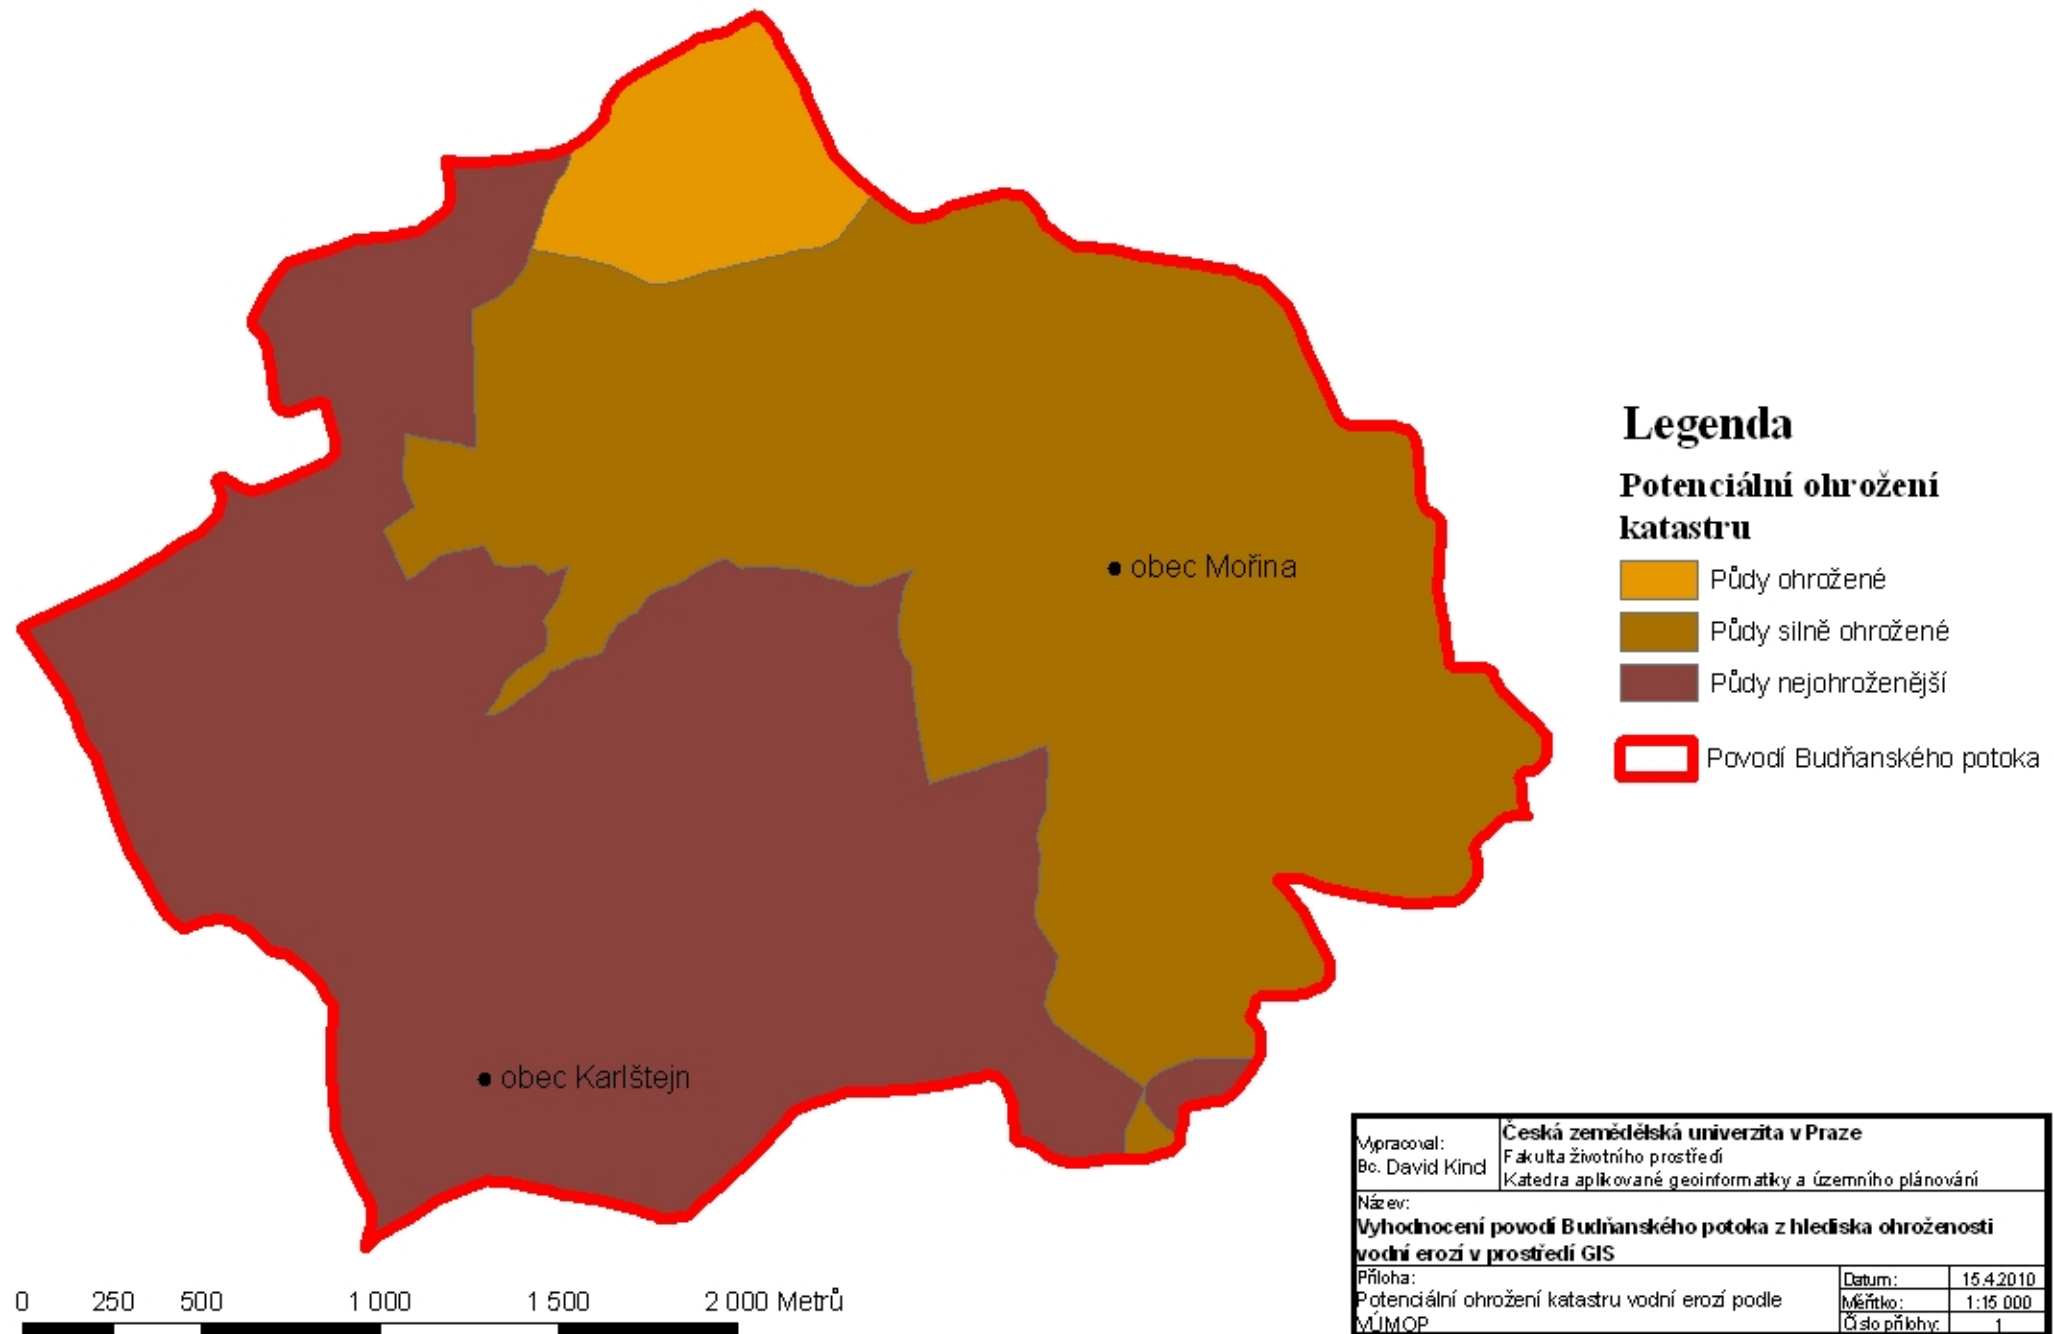 obec Mořina
obec Karlštejn
Legenda
Potenciální ohrožení
katastru
Půdy ohrožené
Půdy silně ohrožené
Půdy nejohroženější
Povodí Budňanského potoka
0 250 500 1 000 1 500 2 000 Metrů
Vypracoval:
Bc. David Kincl
Česká zemědělská univerzita v Praze
Fakulta životního prostředí
Katedra aplikované geoinformatiky a územního plánování
Název:
Vyhodnocení povodí Budňanského potoka z hlediska ohroženosti
vodní erozí v prostředí GIS
Příloha:
Potenciální ohrožení katastru vodní erozí podle
VÚMOP
Datum: 15.4.2010
Měřítko: 1:15 000
Číslo přílohy: 1